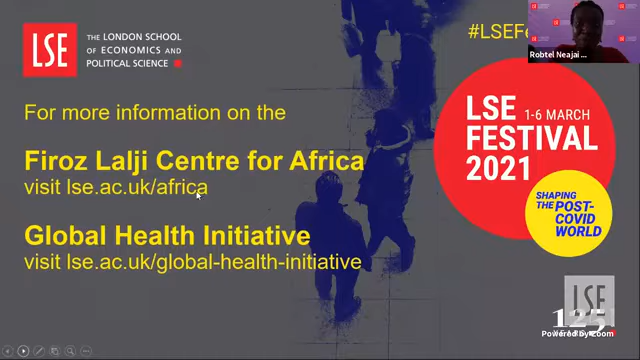 LSE
THE LONDON SCHOOL
OF ECONOMICS AND
POLITICAL SCIENCE
For more information on the
Firoz Lalji Centre for Africa
visit lse.ac.uk/africa
Global Health Initiative
visit lse.ac.uk/global-health-initiative
#LSEFe
Robtel Neajai ...
LSE
1-6 MARCH
FESTIVAL
2021
SHAPING
THE POST-
COVID
WORLD
LSE
125
Powered by Zoom